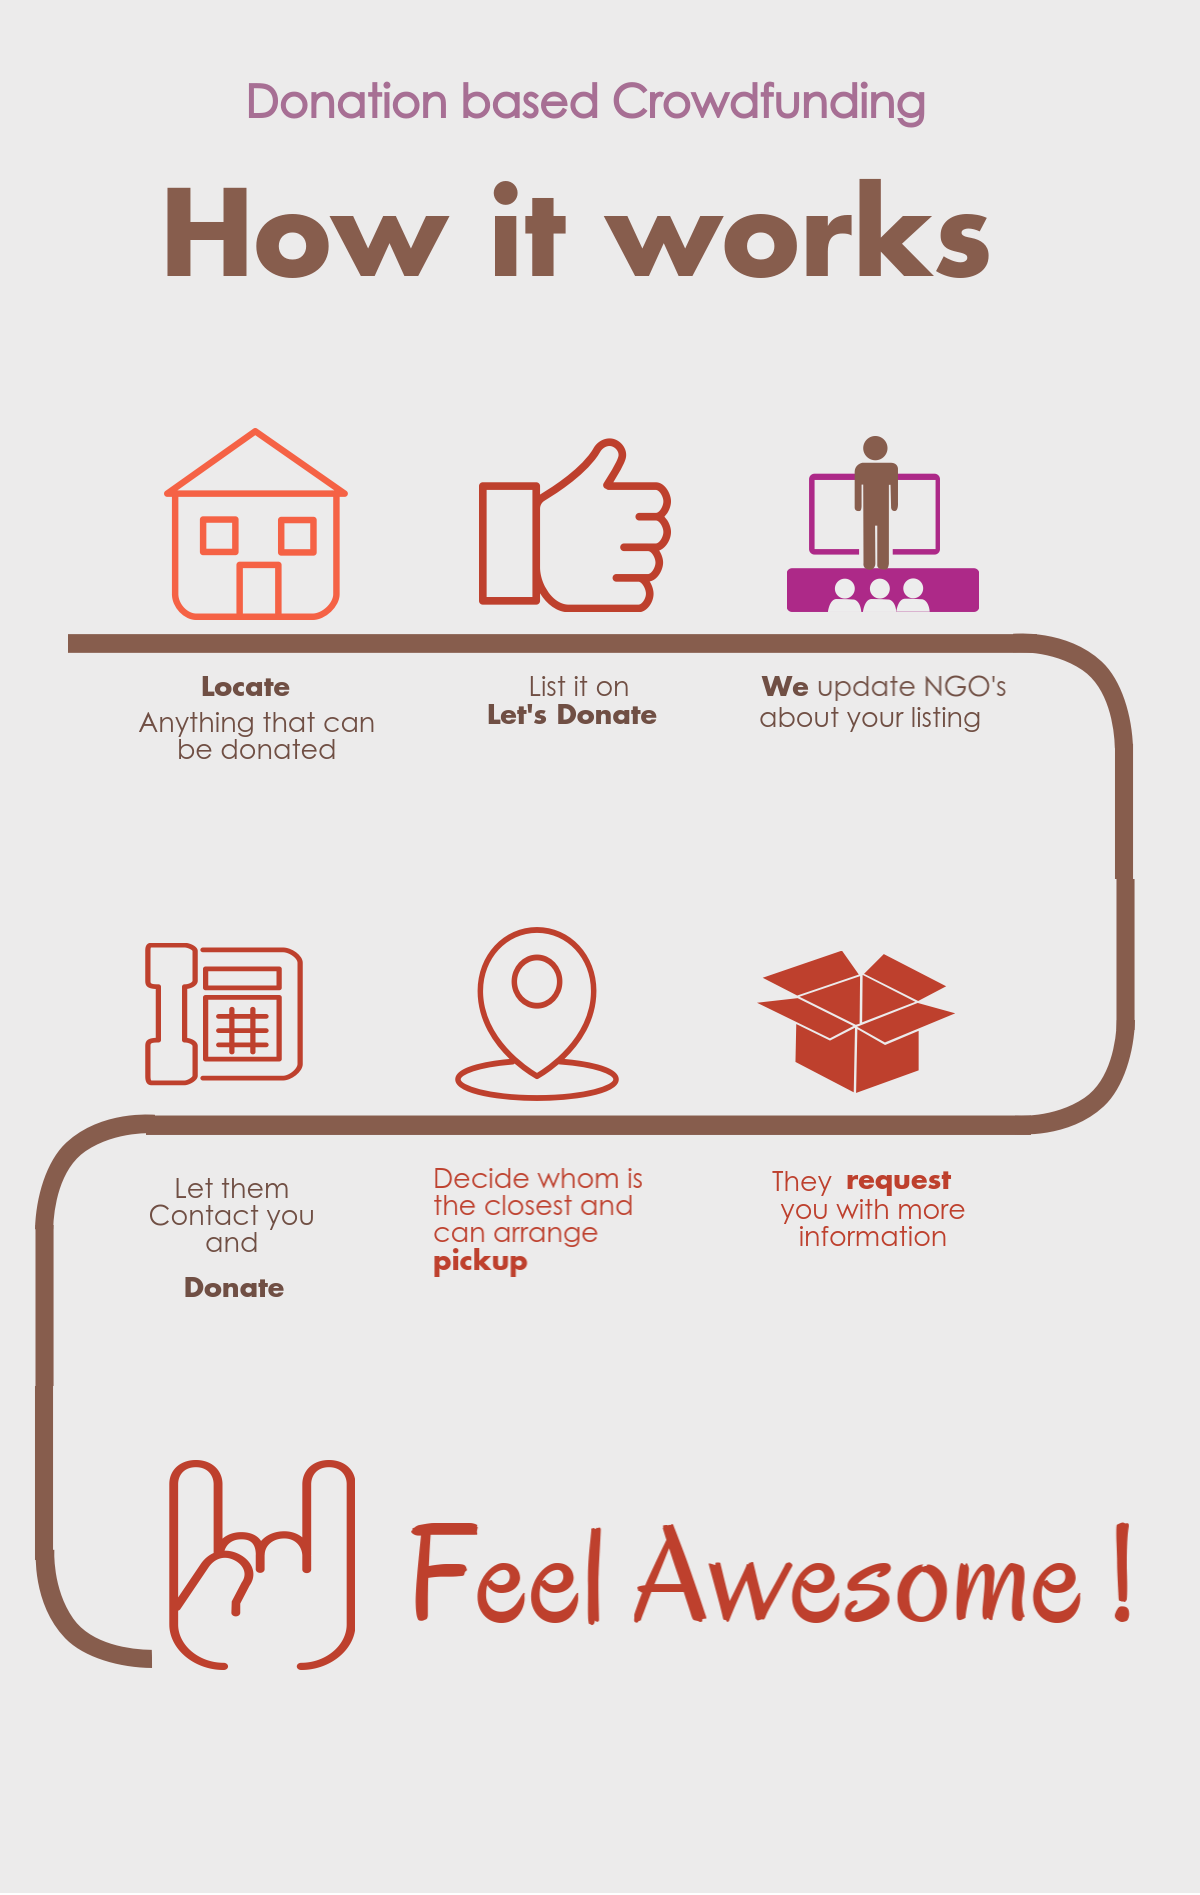 Donation based Crowdfunding
How it works
Locate
Anything that can
be donated
List it on
Let's Donate
We update NGO's
about your listing
They request
you with more
information
Decide whom is
the closest and
can arrange
pickup
Let them
Contact you
and
Donate
Feel Awesome !